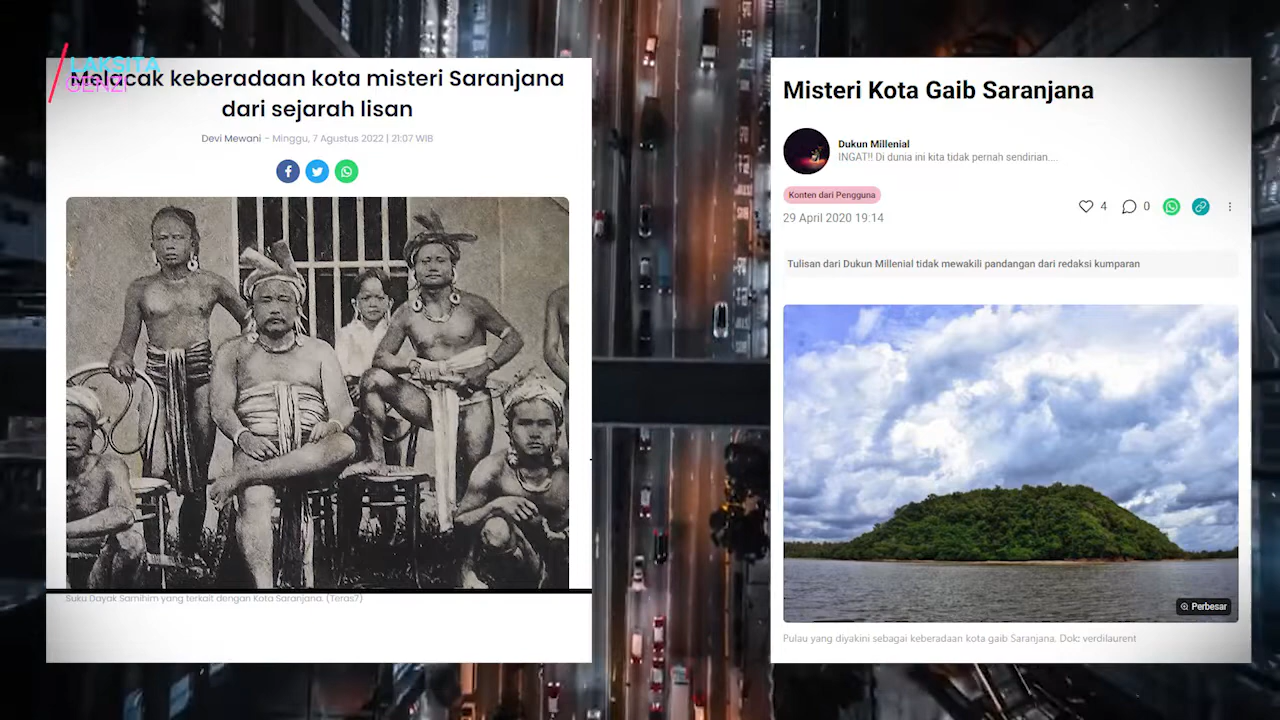 LAKSITA
GENZI
Melacak keberadaan kota misteri Saranjana
dari sejarah lisan
Devi Mewani - Minggu, 7 Agustus 2022 | 21:07 WIB
Suku Dayak Samihim yang terkait dengan Kota Saranjana. (Teras7)
Misteri Kota Gaib Saranjana
Dukun Millenial
INGAT!! Di dunia ini kita tidak pernah sendirian....
Konten dari Pengguna
29 April 2020 19:14
4
0
Tulisan dari Dukun Millenial tidak mewakili pandangan dari redaksi kumparan
Perbesar
Pulau yang diyakini sebagai keberadaan kota gaib Saranjana. Dok: verdilaurent